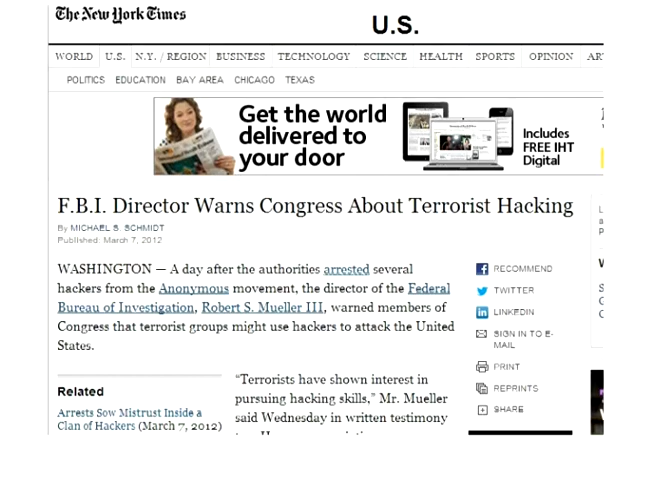 The New York Times
U.S.
WORLD U.S. N.Y. / REGION BUSINESS TECHNOLOGY SCIENCE HEALTH SPORTS OPINION
POLITICS EDUCATION BAY AREA CHICAGO TEXAS
Get the world
delivered to
your door
Includes
FREE IHT
Digital
F.B.I. Director Warns Congress About Terrorist Hacking
By MICHAEL S. SCHMIDT
Published: March 7, 2012
WASHINGTON — A day after the authorities arrested several
hackers from the Anonymous movement, the director of the Federal
Bureau of Investigation, Robert S. Mueller III, warned members of
Congress that terrorist groups might use hackers to attack the United
States.
RECOMMEND
TWITTER
LINKEDIN
SIGN IN TO E-
MAIL
PRINT
REPRINTS
SHARE
Related
Arrests Sow Mistrust Inside a
Clan of Hackers (March 7, 2012)
“Terrorists have shown interest in
pursuing hacking skills,” Mr. Mueller
said Wednesday in written testimony